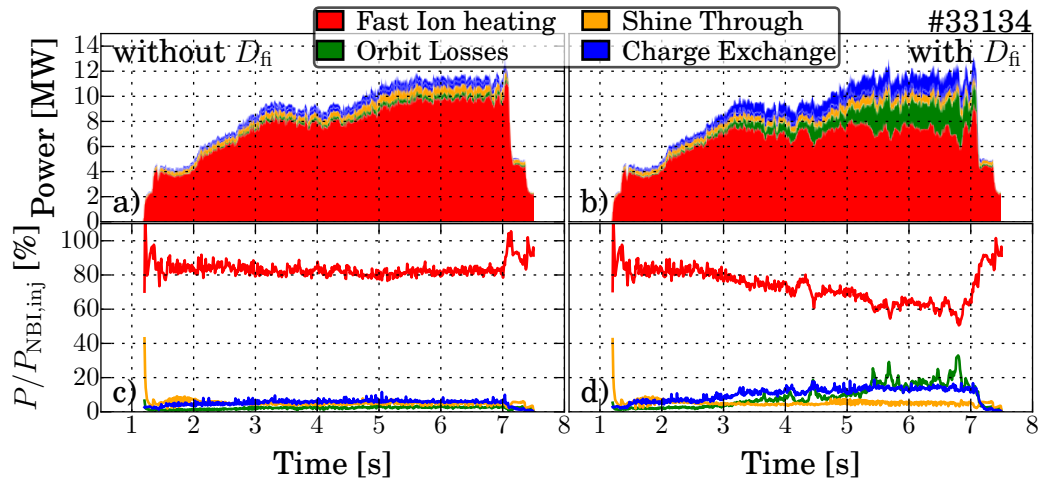 Fast Ion heating
Shine Through
Orbit Losses
Charge Exchange
#33134
without D_fi
with D_fi
Power [MW]
14
12
10
8
6
4
2
0
a)
b)
P/P_NBI,inj [%]
100
80
60
40
20
0
c)
d)
1 2 3 4 5 6 7 8
1 2 3 4 5 6 7 8
Time [s]
Time [s]